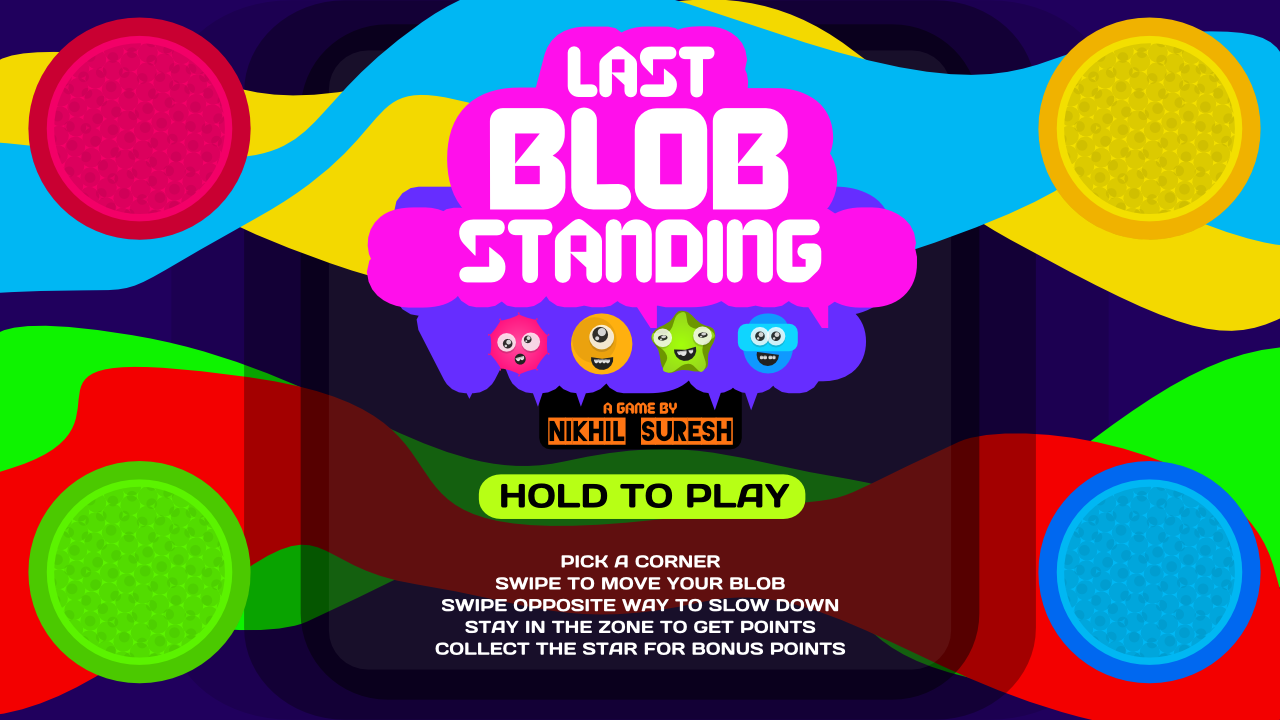 LAST
BLOB
STANDING
A GAME BY
NIKHIL SURESH
HOLD TO PLAY
PICK A CORNER
SWIPE TO MOVE YOUR BLOB
SWIPE OPPOSITE WAY TO SLOW DOWN
STAY IN THE ZONE TO GET POINTS
COLLECT THE STAR FOR BONUS POINTS